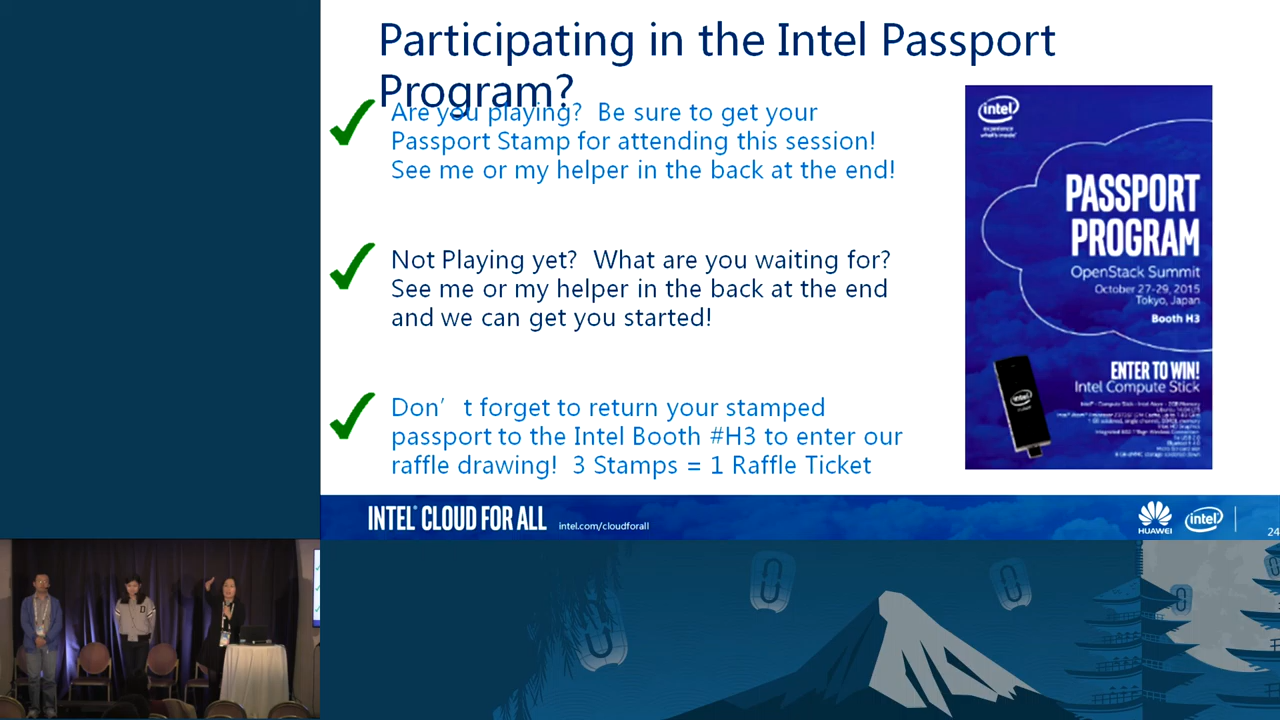 Participating in the Intel Passport
Program?
Are you playing?  Be sure to get your
Passport Stamp for attending this session!
See me or my helper in the back at the end!
Not Playing yet?  What are you waiting for?
See me or my helper in the back at the end
and we can get you started!
Don’t forget to return your stamped
passport to the Intel Booth #H3 to enter our
raffle drawing!  3 Stamps = 1 Raffle Ticket
intel
experience
what's inside
PASSPORT
PROGRAM
OpenStack Summit
October 27-29, 2015
Tokyo, Japan
Booth H3
ENTER TO WIN!
Intel Compute Stick
intel
INTEL® CLOUD FOR ALL
intel.com/cloudforall
HUAWEI
intel
24